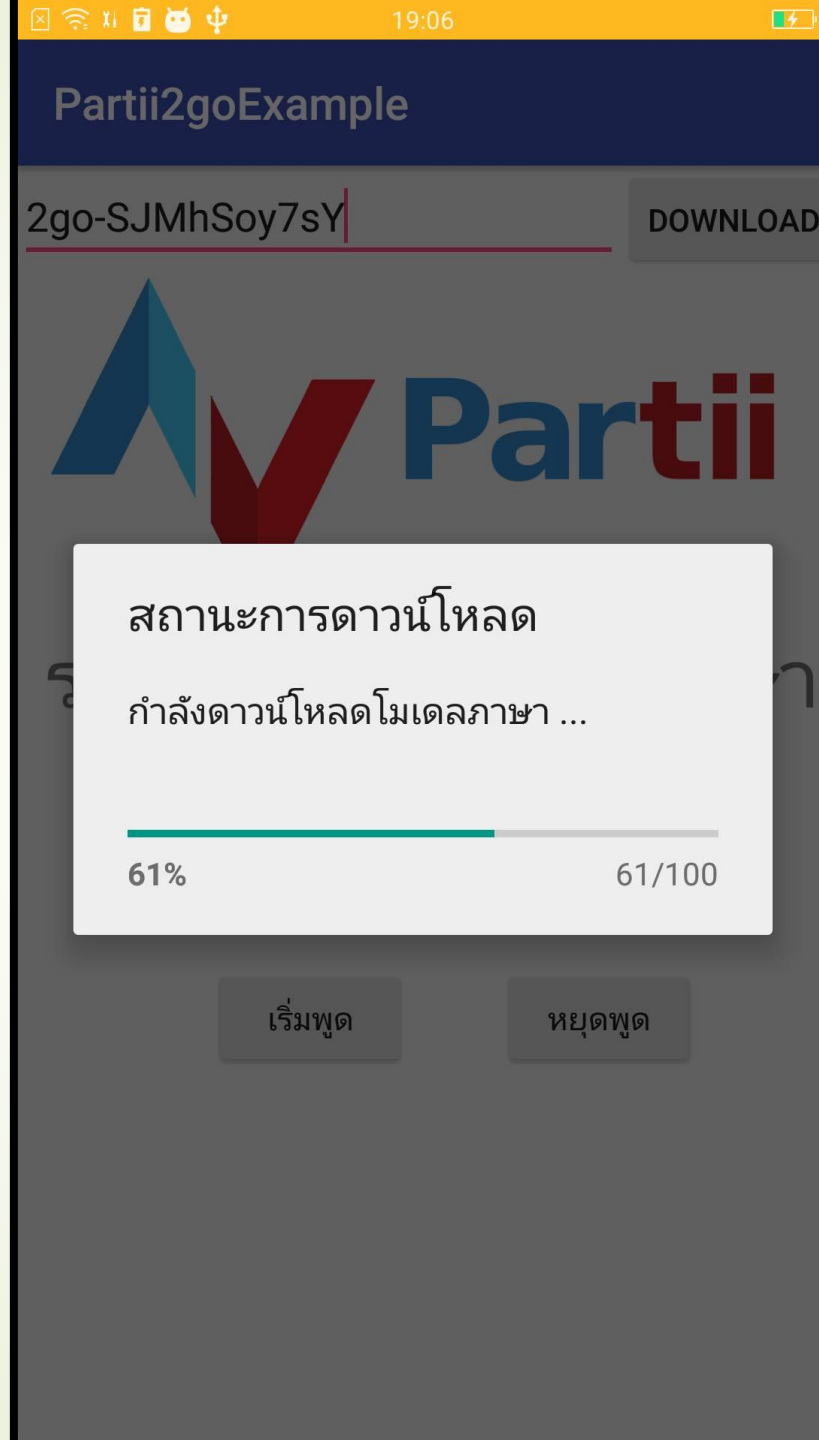 19:06
Partii2goExample
2go-SJMhSoy7sY
DOWNLOAD
Partii
สถานะการดาวน์โหลด
กำลังดาวน์โหลดโมเดลภาษา ...
61% 61/100
เริ่มพูด หยุดพูด